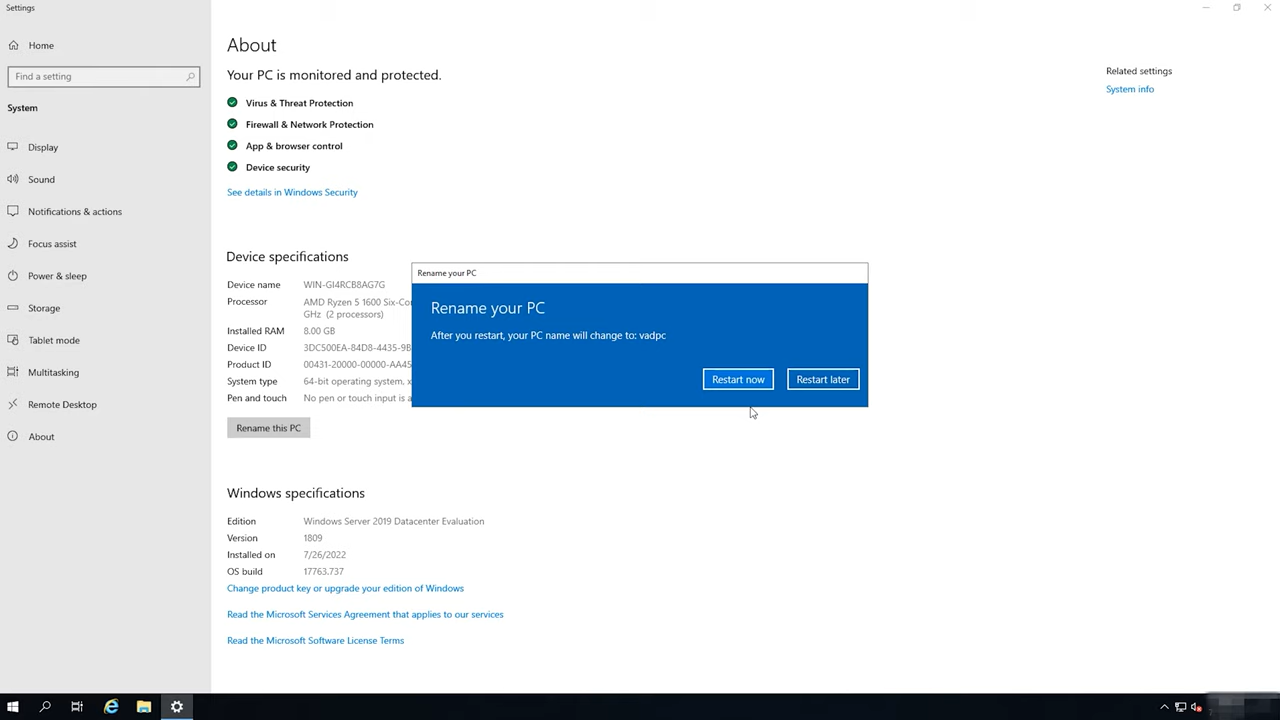 Settings
Home
Find a setting
System
Display
Sound
Notifications & actions
Focus assist
Power & sleep
Storage
Tablet mode
Multitasking
Remote Desktop
About
About
Your PC is monitored and protected.
Virus & Threat Protection
Firewall & Network Protection
App & browser control
Device security
See details in Windows Security
Device specifications
Device name WIN-GI4RCB8AG7G
Processor AMD Ryzen 5 1600 Six-Co
GHz (2 processors)
Installed RAM 8.00 GB
Device ID 3DC500EA-84D8-4435-9B
Product ID 00431-20000-00000-AA45
System type 64-bit operating system, x
Pen and touch No pen or touch input is a
Rename this PC
Windows specifications
Edition Windows Server 2019 Datacenter Evaluation
Version 1809
Installed on 7/26/2022
OS build 17763.737
Change product key or upgrade your edition of Windows
Read the Microsoft Services Agreement that applies to our services
Read the Microsoft Software License Terms
Rename your PC
Rename your PC
After you restart, your PC name will change to: vadpc
Restart now Restart later
Related settings
System info